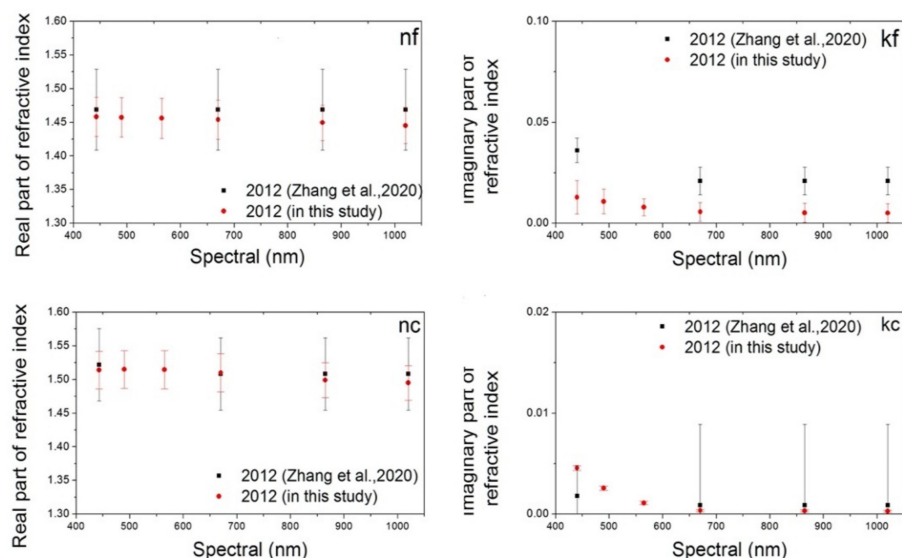 1.60
1.55
1.50
1.45
1.40
1.35
1.30
Real part of refractive index
nf
2012 (Zhang et al.,2020)
2012 (in this study)
400 500 600 700 800 900 1000
Spectral (nm)
0.10
0.05
0.00
imaginary part of
refractive index
2012 (Zhang et al.,2020)
kf
2012 (in this study)
400 500 600 700 800 900 1000
Spectral (nm)
1.60
1.55
1.50
1.45
1.40
1.35
1.30
Real part of refractive index
nc
2012 (Zhang et al.,2020)
2012 (in this study)
400 500 600 700 800 900 1000
Spectral (nm)
0.02
0.01
0.00
imaginary part of
refractive index
2012 (Zhang et al.,2020)
kc
2012 (in this study)
400 500 600 700 800 900 1000
Spectral (nm)